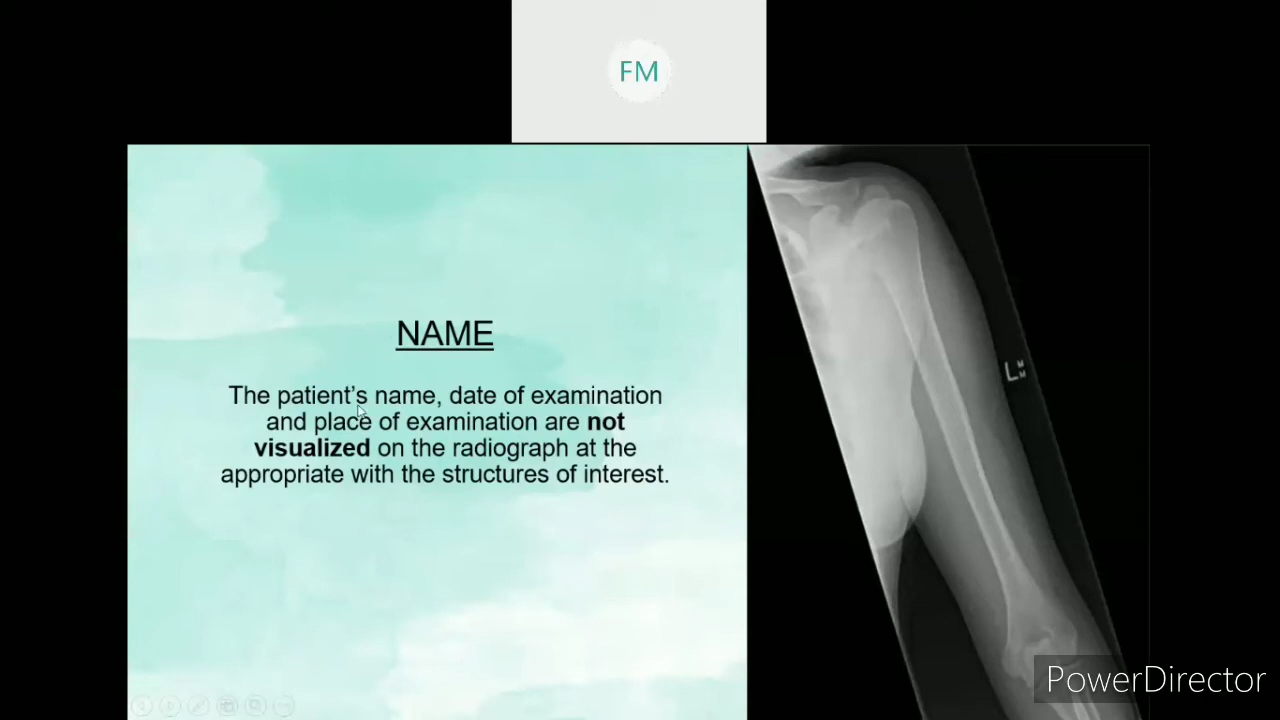 FM
NAME
The patient's name, date of examination
and place of examination are not
visualized on the radiograph at the
appropriate with the structures of interest.
L
PowerDirector